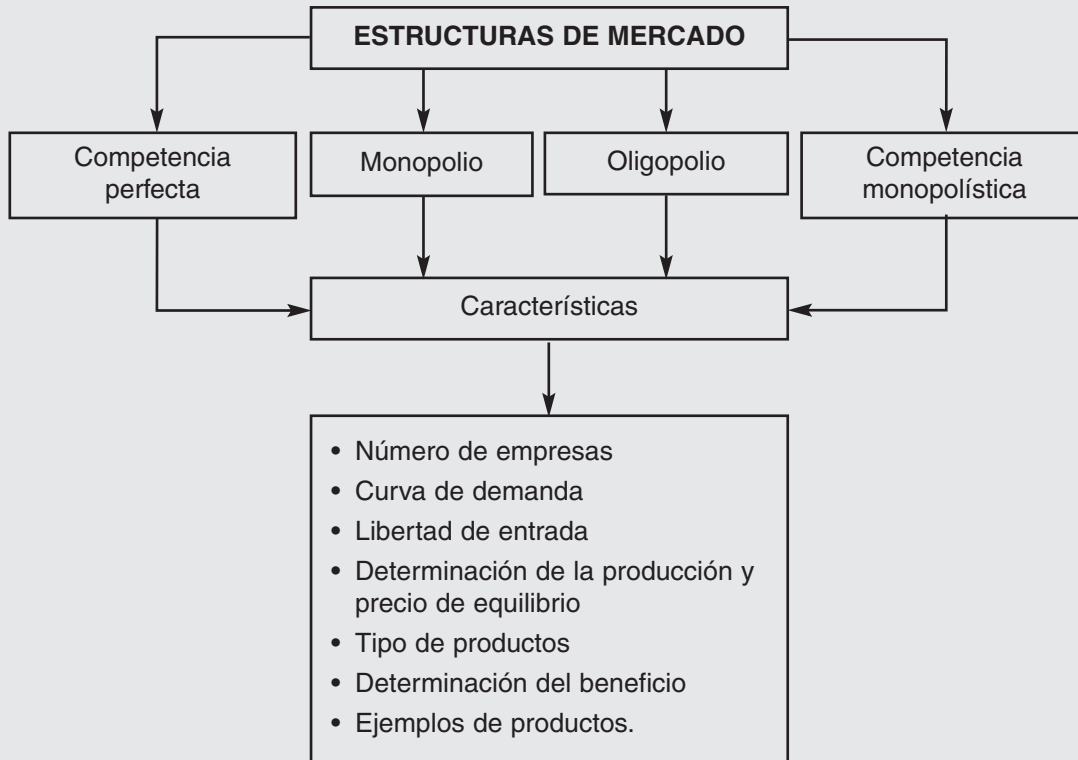 ESTRUCTURAS DE MERCADO
Competencia
perfecta
Monopolio
Oligopolio
Competencia
monopolística
Características
• Número de empresas
• Curva de demanda
• Libertad de entrada
• Determinación de la producción y
precio de equilibrio
• Tipo de productos
• Determinación del beneficio
• Ejemplos de productos.